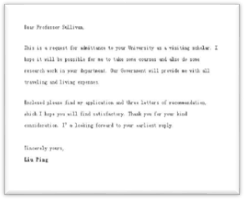 Dear Professor Sullivan,
This is a request for admittance to your University as a visiting scholar. I
hope it will be possible for me to take some courses and also do some
research work in your department. Our Government will provide me with all
traveling and living expenses.
Enclosed please find my application and three letters of recommendation,
which I hope you will find satisfactory. Thank you for your kind
consideration. I' m looking forward to your earliest reply.
Sincerely yours,
Liu Ping